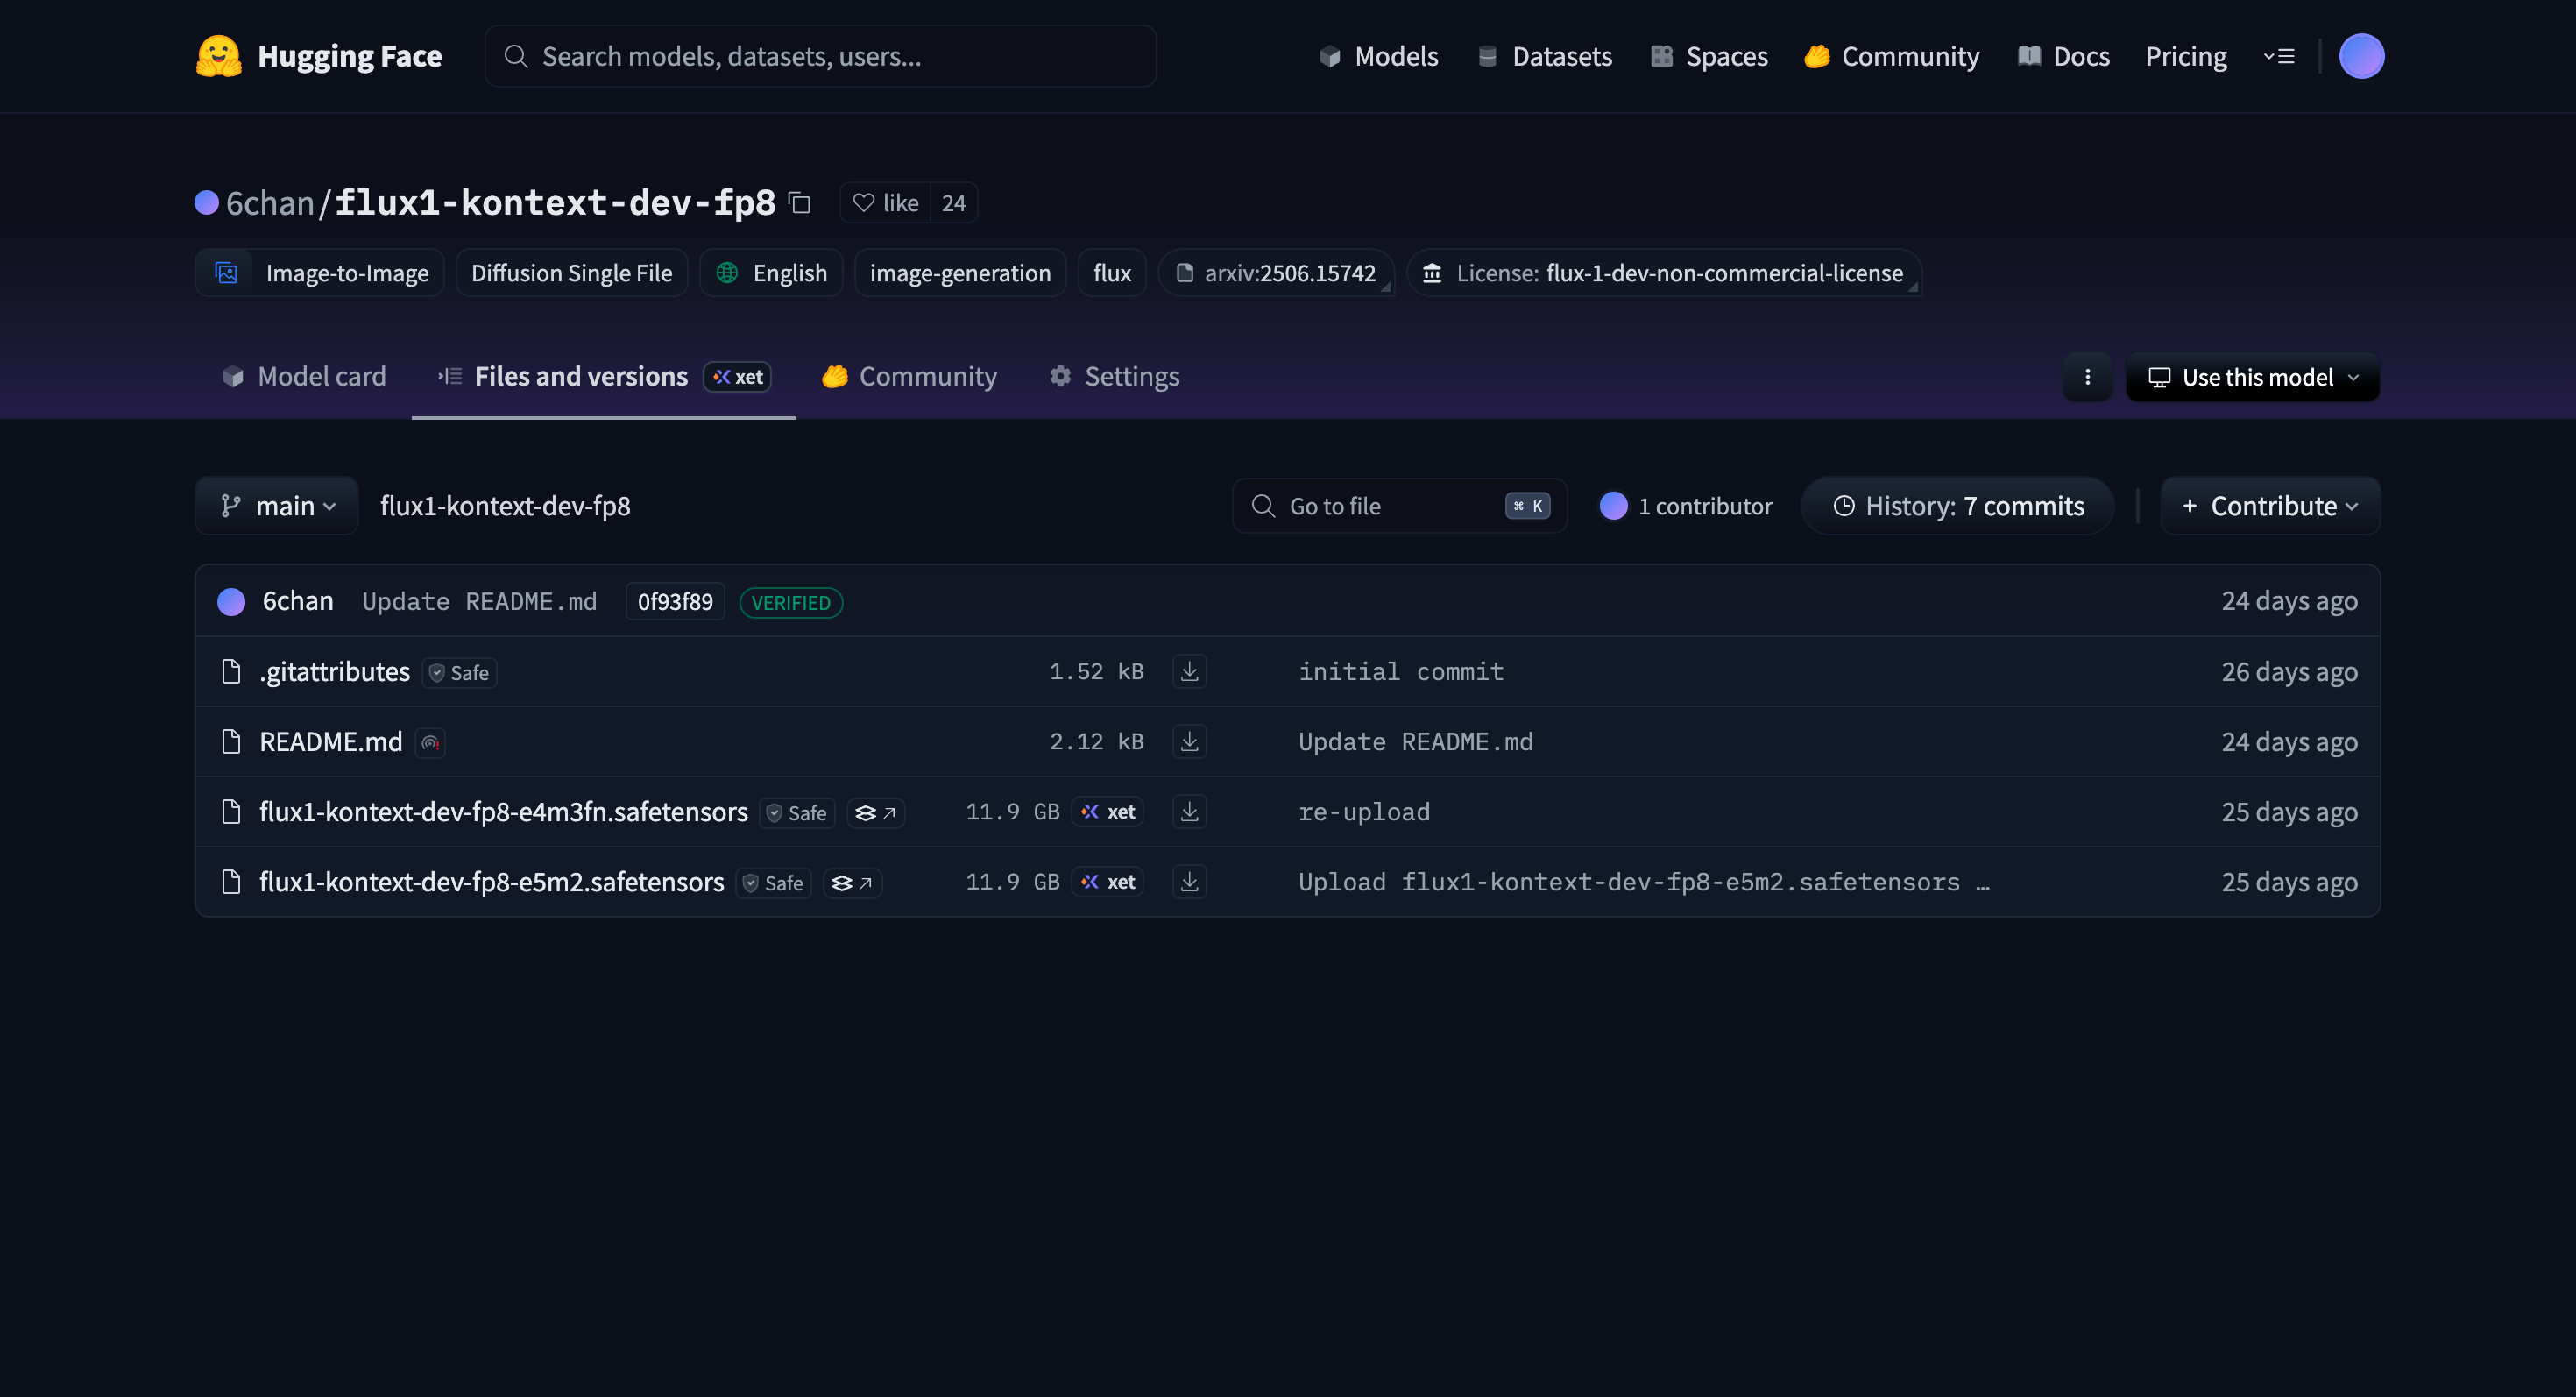 Hugging Face Search models, datasets, users... Models Datasets Spaces Community Docs Pricing
6chan/flux1-kontext-dev-fp8 like 24
Image-to-Image Diffusion Single File English image-generation flux arxiv:2506.15742 License: flux-1-dev-non-commercial-license
Model card Files and versions xet Community Settings Use this model
main flux1-kontext-dev-fp8 Go to file ⌘ K 1 contributor History: 7 commits + Contribute
6chan Update README.md 0f93f89 VERIFIED 24 days ago
.gitattributes Safe 1.52 kB initial commit 26 days ago
README.md 2.12 kB Update README.md 24 days ago
flux1-kontext-dev-fp8-e4m3fn.safetensors Safe 11.9 GB xet re-upload 25 days ago
flux1-kontext-dev-fp8-e5m2.safetensors Safe 11.9 GB xet Upload flux1-kontext-dev-fp8-e5m2.safetensors … 25 days ago